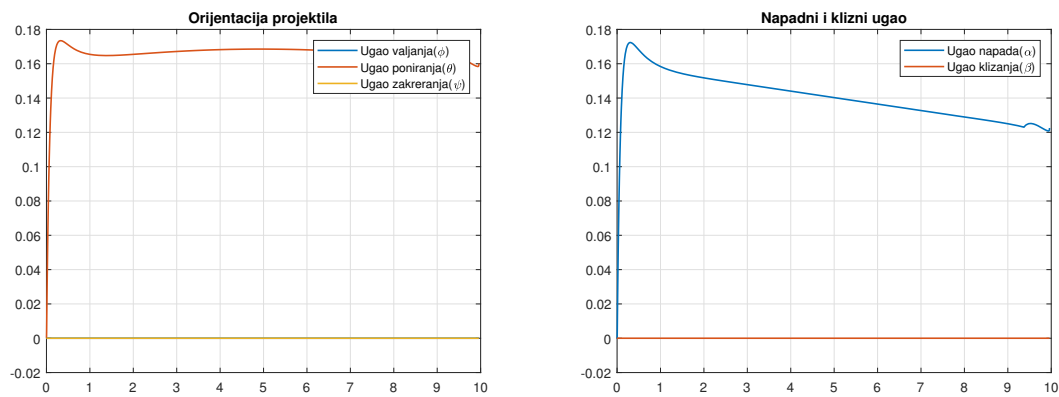 Orijentacija projektila
0.18
0.16
0.14
0.12
0.1
0.08
0.06
0.04
0.02
0
-0.02
0 1 2 3 4 5 6 7 8 9 10
Ugao valjanja(ϕ)
Ugao poniranja(θ)
Ugao zakreranja(ψ)
Napadni i klizni ugao
0.18
0.16
0.14
0.12
0.1
0.08
0.06
0.04
0.02
0
-0.02
0 1 2 3 4 5 6 7 8 9 10
Ugao napada(α)
Ugao klizanja(β)